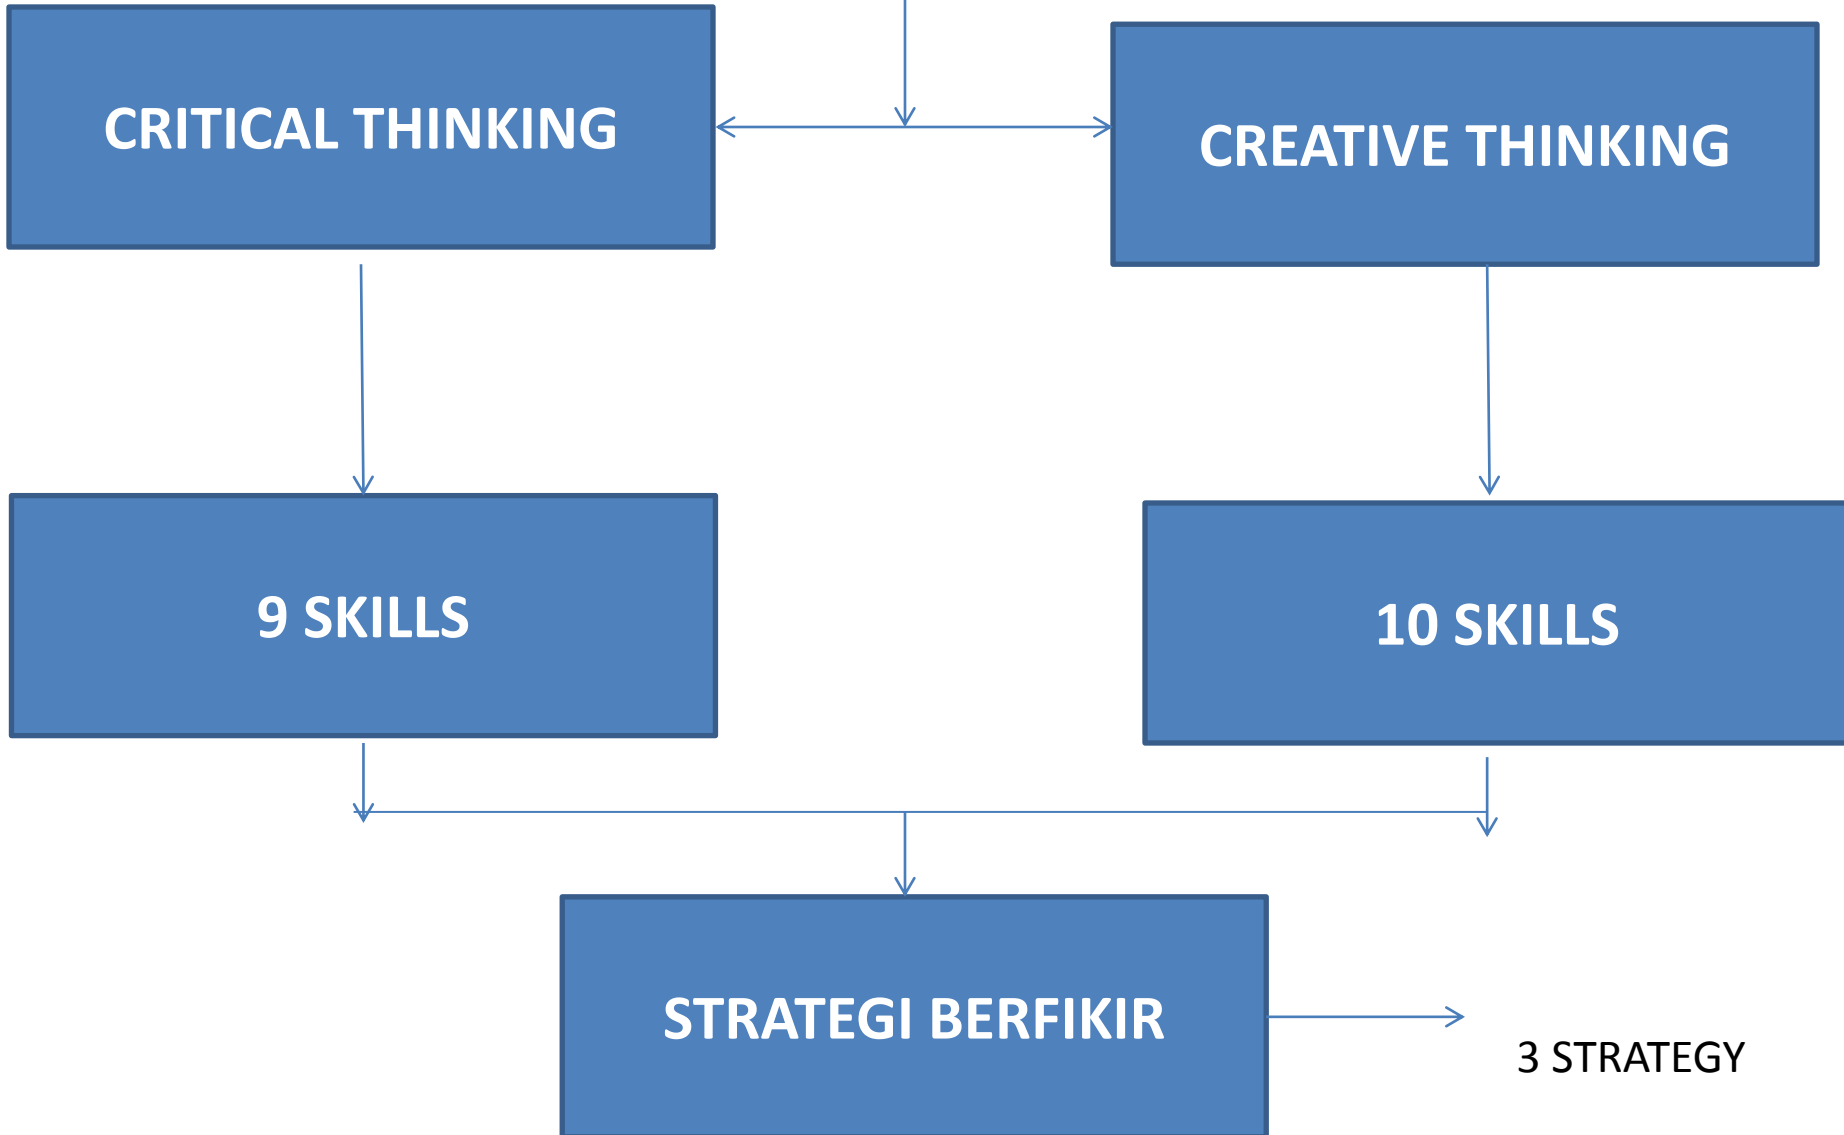 CRITICAL THINKING
CREATIVE THINKING
9 SKILLS
10 SKILLS
STRATEGI BERFIKIR
3 STRATEGY